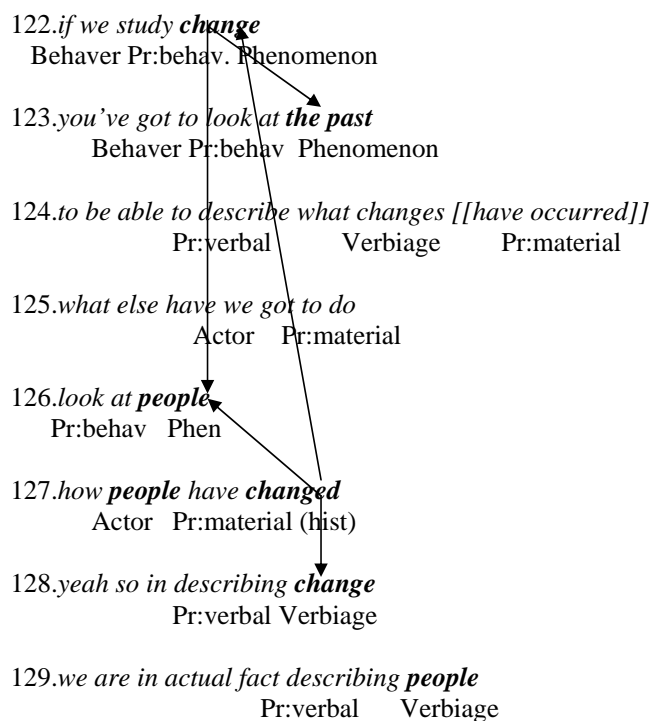 122.if we study change
Behaver Pr:behav. Phenomenon
123.you've got to look at the past
Behaver Pr:behav Phenomenon
124.to be able to describe what changes [[have occurred]]
Pr:verbal Verbiage Pr:material
125.what else have we got to do
Actor Pr:material
126.look at people
Pr:behav Phen
127.how people have changed
Actor Pr:material (hist)
128.yeah so in describing change
Pr:verbal Verbiage
129.we are in actual fact describing people
Pr:verbal Verbiage